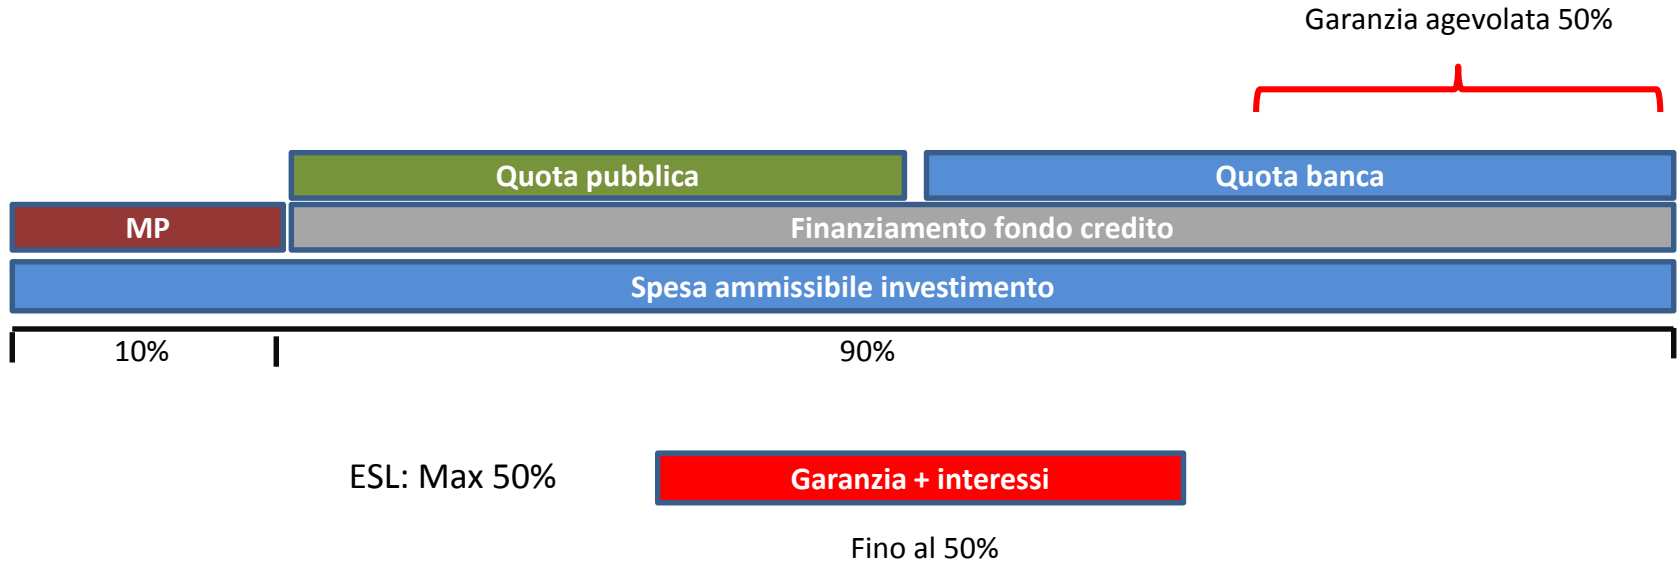 Garanzia agevolata 50%
Quota pubblica
Quota banca
MP
Finanziamento fondo credito
Spesa ammissibile investimento
10%
90%
ESL: Max 50%
Garanzia + interessi
Fino al 50%